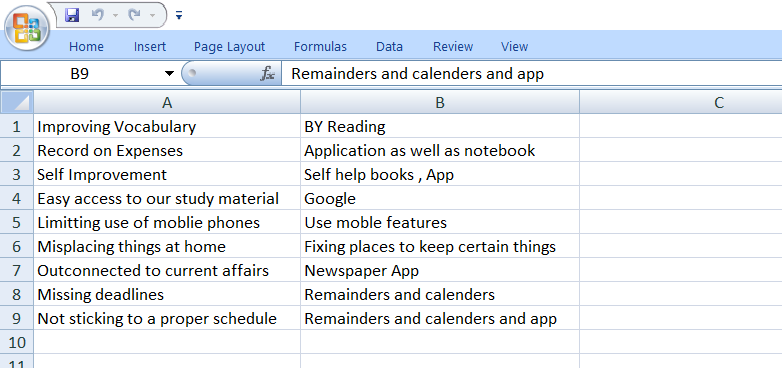 Home Insert Page Layout Formulas Data Review View
B9 fx Remainders and calenders and app
A B C
1 Improving Vocabulary BY Reading
2 Record on Expenses Application as well as notebook
3 Self Improvement Self help books , App
4 Easy access to our study material Google
5 Limitting use of moblie phones Use moble features
6 Misplacing things at home Fixing places to keep certain things
7 Outconnected to current affairs Newspaper App
8 Missing deadlines Remainders and calenders
9 Not sticking to a proper schedule Remainders and calenders and app
10
11